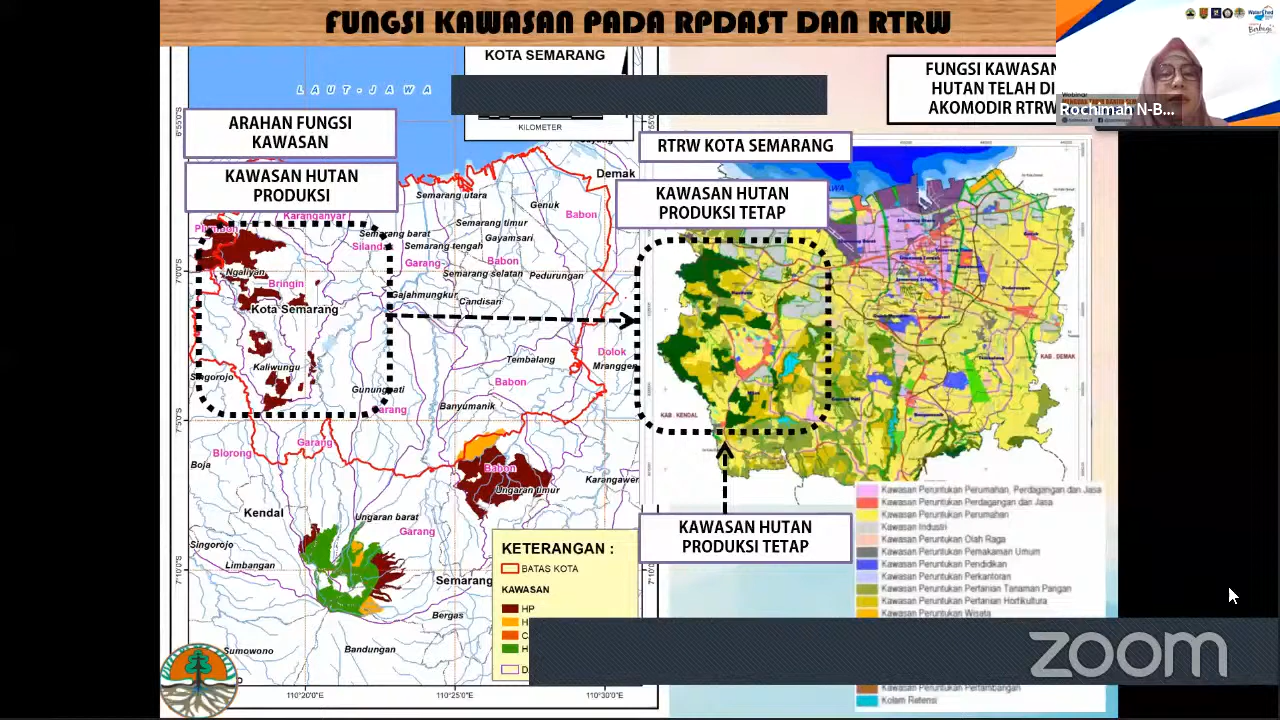 FUNGSI KAWASAN PADA RPDAST DAN RTRW
KOTA SEMARANG
KILOMETER
LAUT-JAWA
ARAHAN FUNGSI
KAWASAN
KAWASAN HUTAN
PRODUKSI
RTRW KOTA SEMARANG
KAWASAN HUTAN
PRODUKSI TETAP
FUNGSI KAWASAN
HUTAN TELAH DI
AKOMODIR RTRW
Webinar
Rochimah N-B...
Demak
Semarang utara
Genuk
Babon
Karanganyar
Semarang timur
Semarang barat
Gayamsari
Silanda
Semarang tengah
Garang
Babon
Semarang selatan
Pedurungan
Ngaliyan
Bringin
Gajahmungkur
Candisari
Kota Semarang
Tembalang
Dolok
Mranggen
Kaliwungu
Singorojo
Gunungpati
Babon
Banyumanik
Garang
Blorong
Boja
Babon
Ungaran timur
Karangawen
Kendal
Ungaran barat
Garang
Singorojo
Limbangan
Semarang
Bergas
Sumowono
Bandungan
KETERANGAN :
BATAS KOTA
KAWASAN
HP
H
C
H
D
110°20'0"E
110°25'0"E
110°30'0"E
KAB. KENDAL
KAB. DEMAK
KAWASAN HUTAN
PRODUKSI TETAP
Kawasan Peruntukan Perumahan, Perdagangan dan Jasa
Kawasan Peruntukan Perdagangan dan Jasa
Kawasan Peruntukan Perumahan
Kawasan Industri
Kawasan Peruntukan Olah Raga
Kawasan Peruntukan Pemakaman Umum
Kawasan Peruntukan Pendidikan
Kawasan Peruntukan Perkantoran
Kawasan Peruntukan Pertanian Tanaman Pangan
Kawasan Peruntukan Pertanian Hortikultura
Kawasan Peruntukan Wisata
Kawasan Peruntukan Pertambangan
Kolam Retensi
zoom